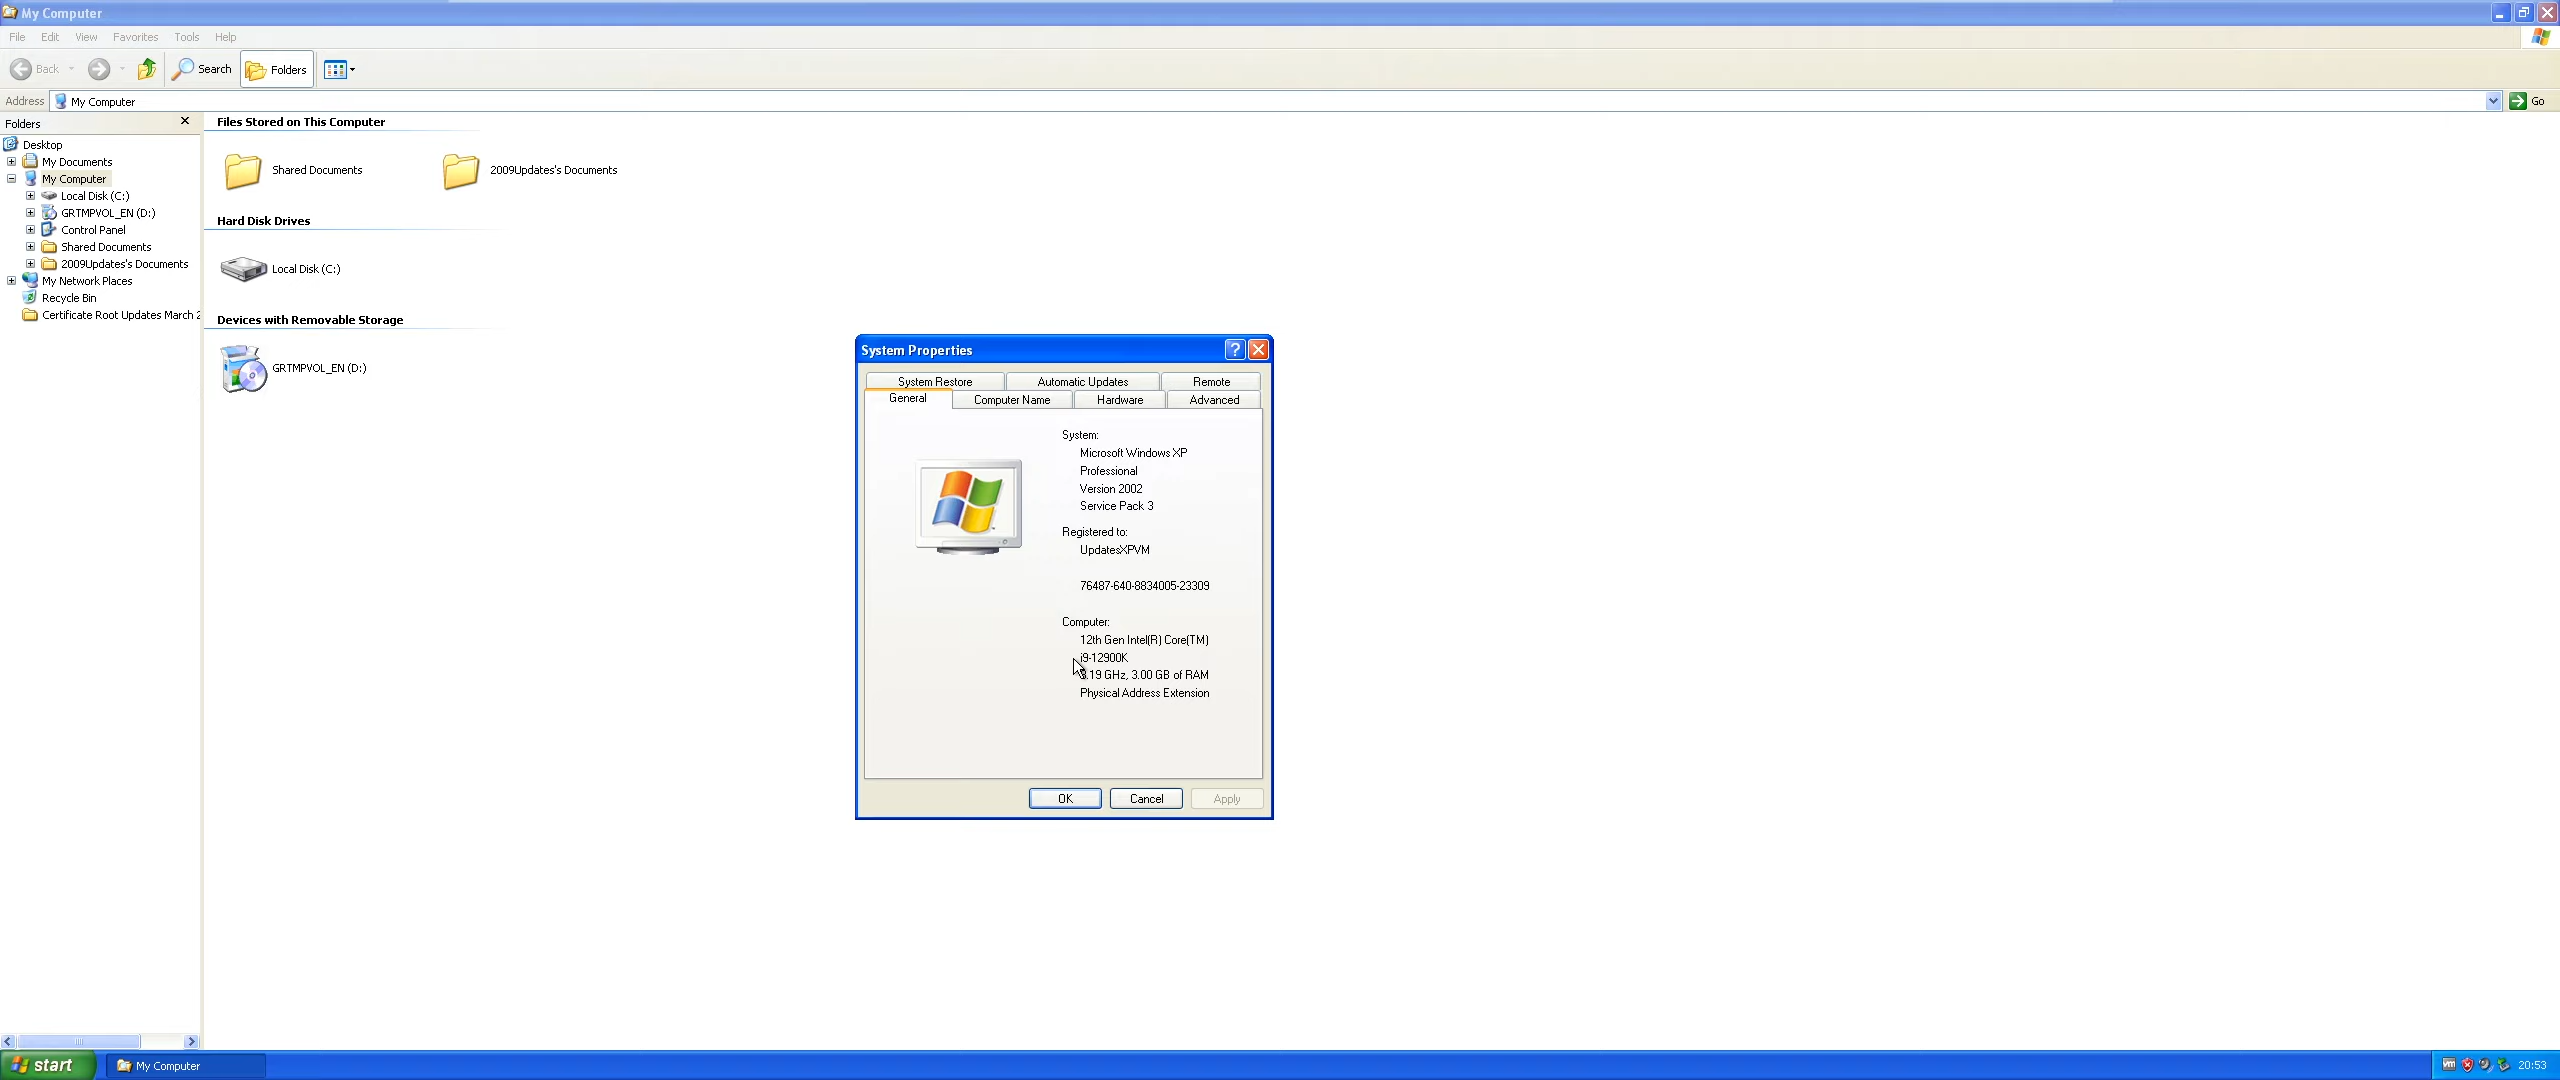 My Computer
File Edit View Favorites Tools Help
Back Search Folders
Address My Computer Go
Folders
Desktop
My Documents
My Computer
Local Disk (C:)
GRTMPVOL_EN (D:)
Control Panel
Shared Documents
2009Updates's Documents
My Network Places
Recycle Bin
Certificate Root Updates March 2
Files Stored on This Computer
Shared Documents 2009Updates's Documents
Hard Disk Drives
Local Disk (C:)
Devices with Removable Storage
GRTMPVOL_EN (D:)
System Properties
System Restore Automatic Updates Remote
General Computer Name Hardware Advanced
System:
Microsoft Windows XP
Professional
Version 2002
Service Pack 3
Registered to:
UpdatesXPVM
76487-640-8834005-23309
Computer:
12th Gen Intel(R) Core(TM)
i9-12900K
3.19 GHz, 3.00 GB of RAM
Physical Address Extension
OK Cancel Apply
start My Computer vm 20:53